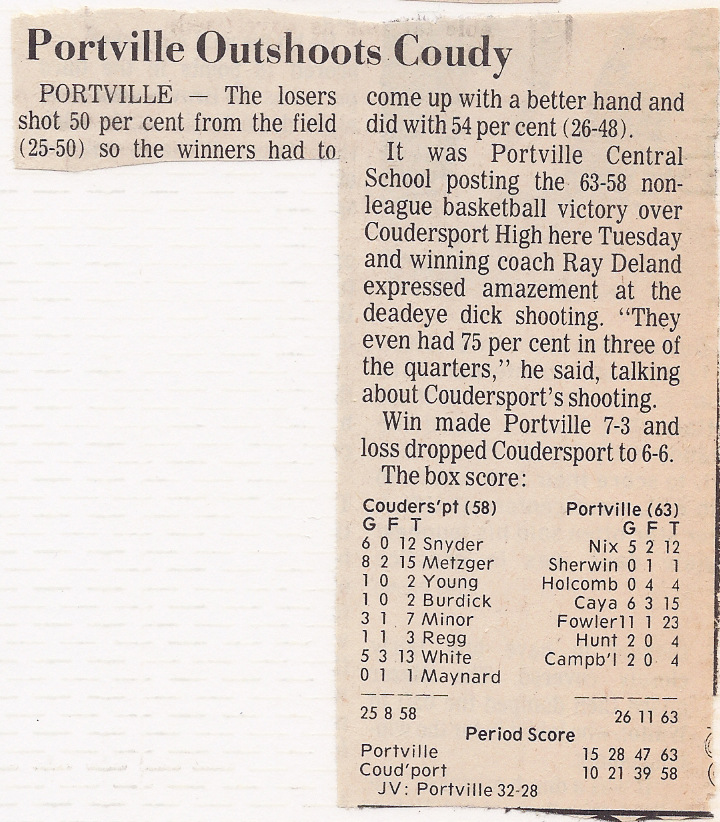 Portville Outshoots Coudy
PORTVILLE — The losers
shot 50 per cent from the field
(25-50) so the winners had to
come up with a better hand and
did with 54 per cent (26-48).
It was Portville Central
School posting the 63-58 non-
league basketball victory over
Coudersport High here Tuesday
and winning coach Ray Deland
expressed amazement at the
deadeye dick shooting. “They
even had 75 per cent in three of
the quarters,” he said, talking
about Coudersport's shooting.
Win made Portville 7-3 and
loss dropped Coudersport to 6-6.
The box score:
Couders'pt (58)
G F T
6 0 12 Snyder
8 2 15 Metzger
1 0 2 Young
1 0 2 Burdick
3 1 7 Minor
1 1 3 Regg
5 3 13 White
0 1 1 Maynard
25 8 58
Portville (63)
G F T
Nix 5 2 12
Sherwin 0 1 1
Holcomb 0 4 4
Caya 6 3 15
Fowler11 1 23
Hunt 2 0 4
Campb'l 2 0 4
26 11 63
Period Score
Portville 15 28 47 63
Coud'port 10 21 39 58
JV: Portville 32-28